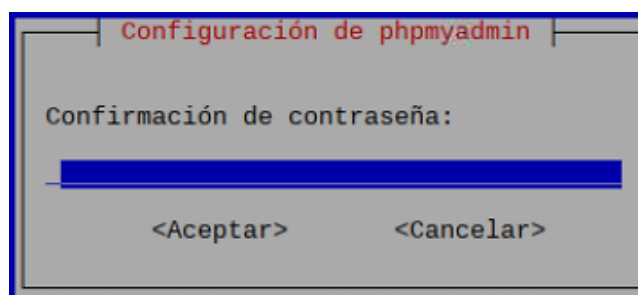 Configuración de phpmyadmin
Confirmación de contraseña:
<Aceptar> <Cancelar>